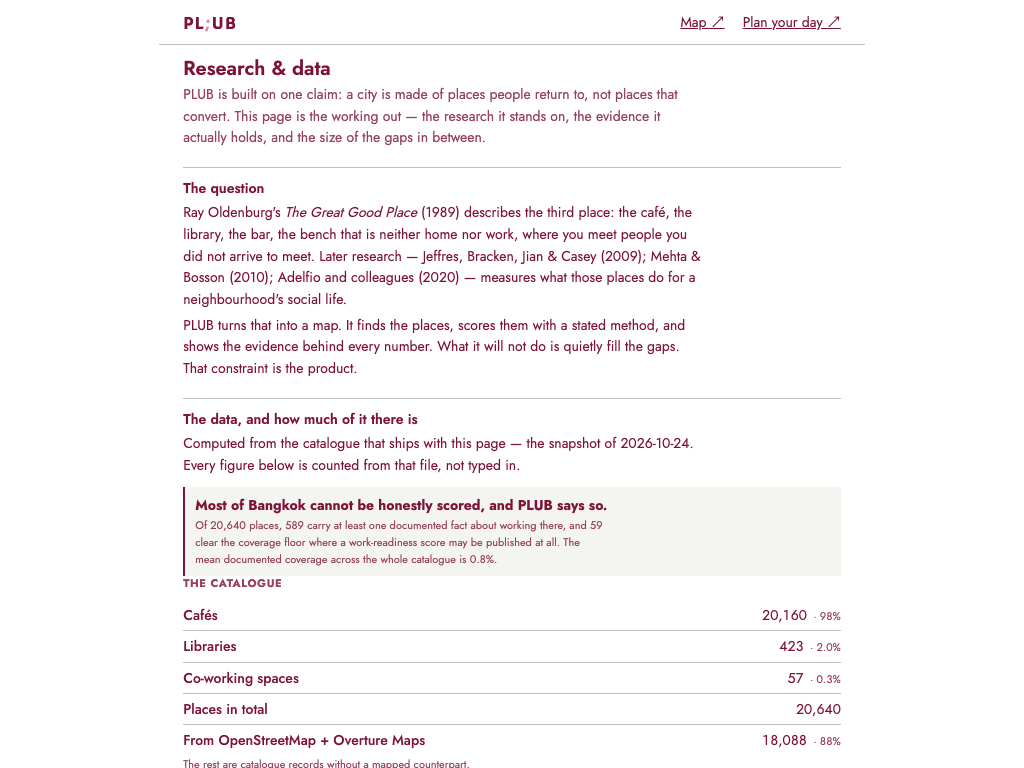 PL;UB
Map ↗ Plan your day ↗
Research & data
PLUB is built on one claim: a city is made of places people return to, not places that
convert. This page is the working out — the research it stands on, the evidence it
actually holds, and the size of the gaps in between.
The question
Ray Oldenburg's The Great Good Place (1989) describes the third place: the café, the
library, the bar, the bench that is neither home nor work, where you meet people you
did not arrive to meet. Later research — Jeffres, Bracken, Jian & Casey (2009); Mehta &
Bosson (2010); Adelfio and colleagues (2020) — measures what those places do for a
neighbourhood's social life.
PLUB turns that into a map. It finds the places, scores them with a stated method, and
shows the evidence behind every number. What it will not do is quietly fill the gaps.
That constraint is the product.
The data, and how much of it there is
Computed from the catalogue that ships with this page — the snapshot of 2026-10-24.
Every figure below is counted from that file, not typed in.
Most of Bangkok cannot be honestly scored, and PLUB says so.
Of 20,640 places, 589 carry at least one documented fact about working there, and 59
clear the coverage floor where a work-readiness score may be published at all. The
mean documented coverage across the whole catalogue is 0.8%.
THE CATALOGUE
Cafés 20,160 · 98%
Libraries 423 · 2.0%
Co-working spaces 57 · 0.3%
Places in total 20,640
From OpenStreetMap + Overture Maps 18,088 · 88%
The rest are catalogue records without a mapped counterpart.